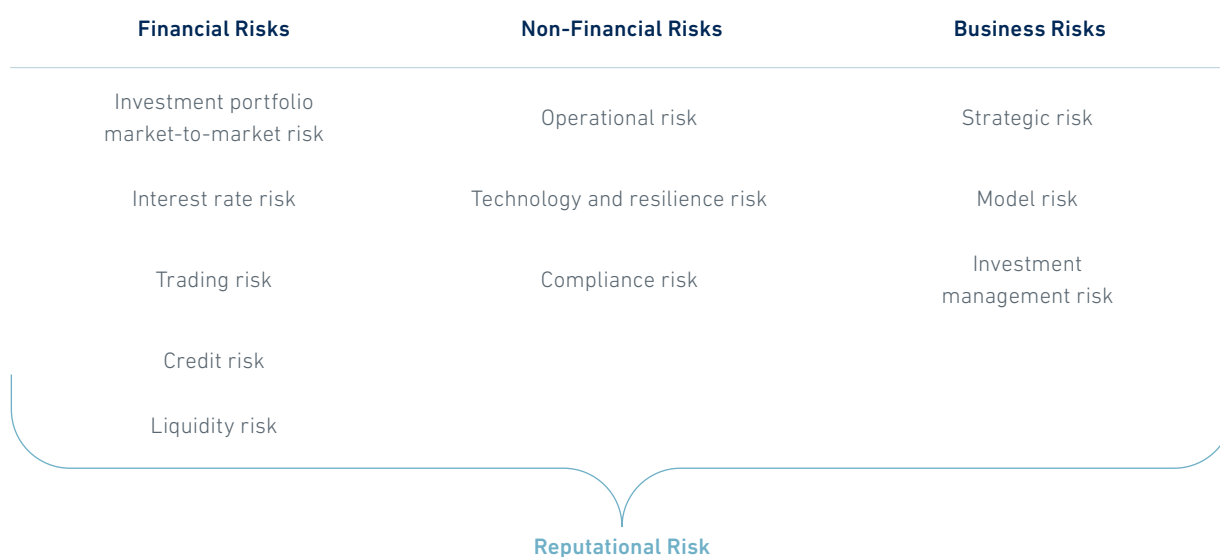 Financial Risks
Non-Financial Risks
Business Risks
Investment portfolio
market-to-market risk
Operational risk
Strategic risk
Interest rate risk
Technology and resilience risk
Model risk
Trading risk
Compliance risk
Investment
management risk
Credit risk
Liquidity risk
Reputational Risk